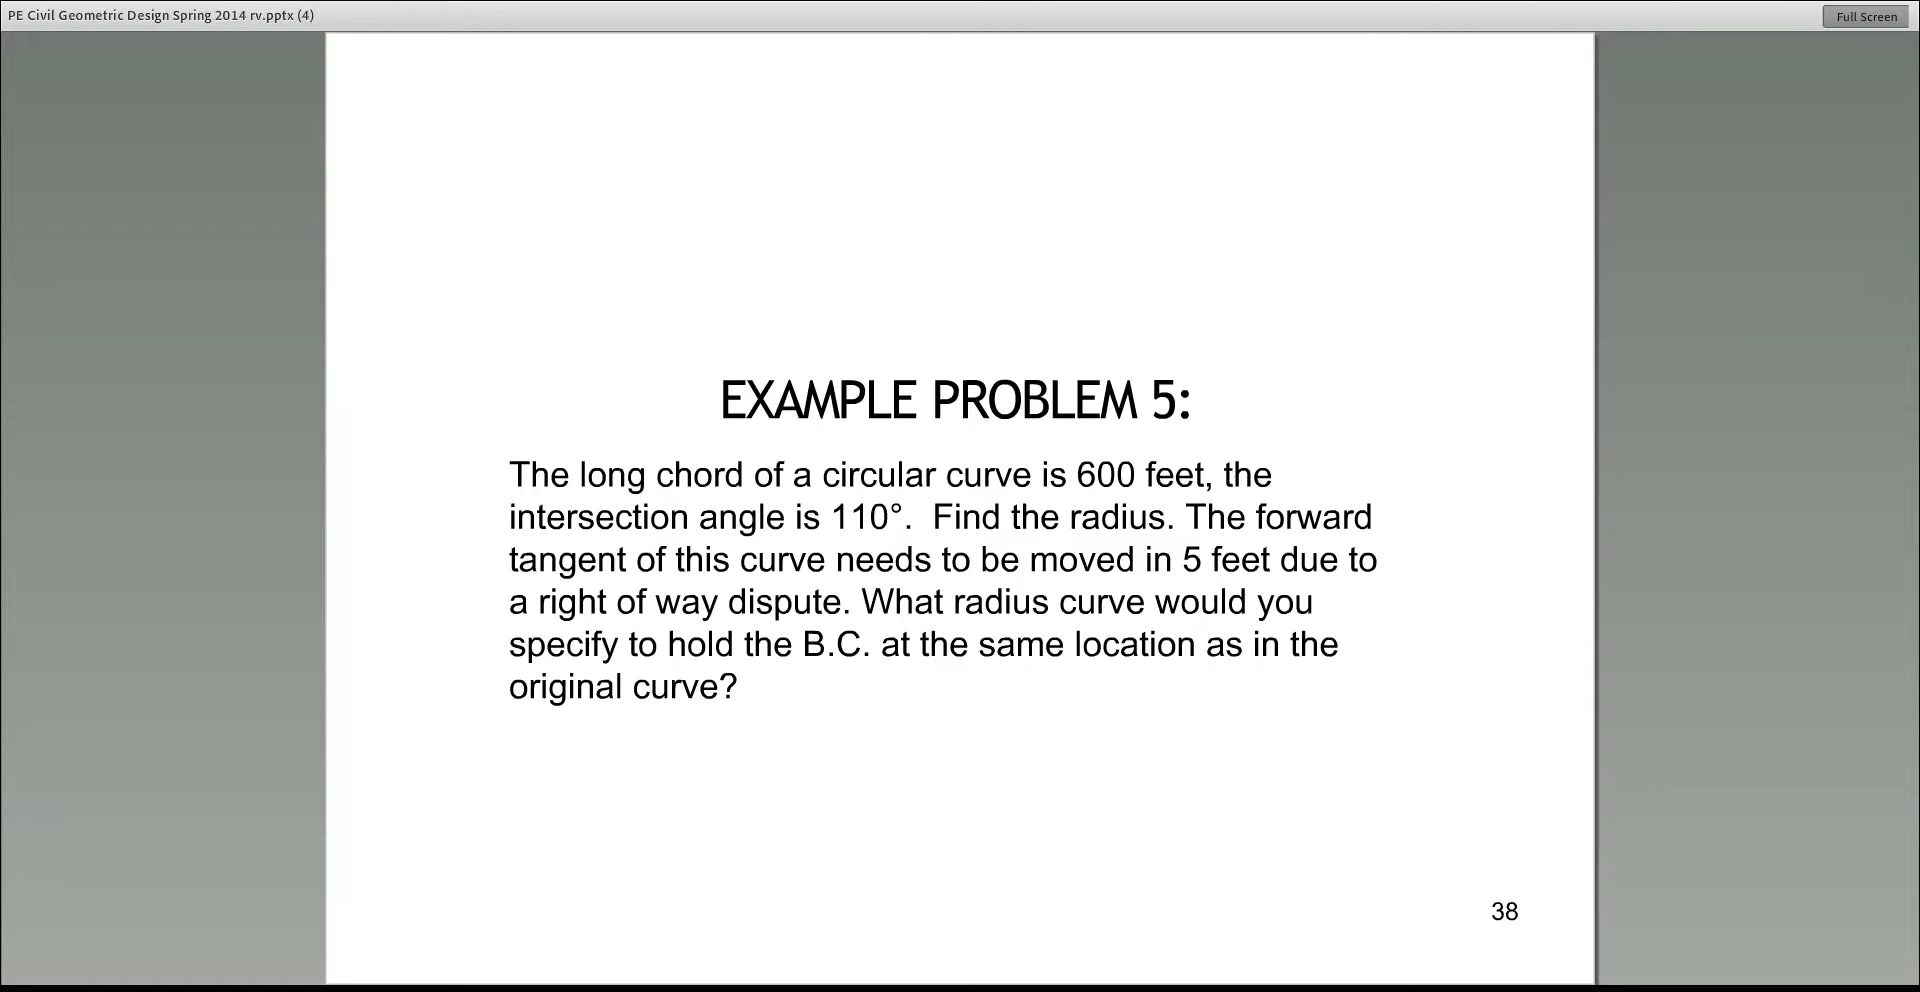 PE Civil Geometric Design Spring 2014 rv.pptx (4)
Full Screen
EXAMPLE PROBLEM 5:
The long chord of a circular curve is 600 feet, the
intersection angle is 110°.  Find the radius. The forward
tangent of this curve needs to be moved in 5 feet due to
a right of way dispute. What radius curve would you
specify to hold the B.C. at the same location as in the
original curve?
38